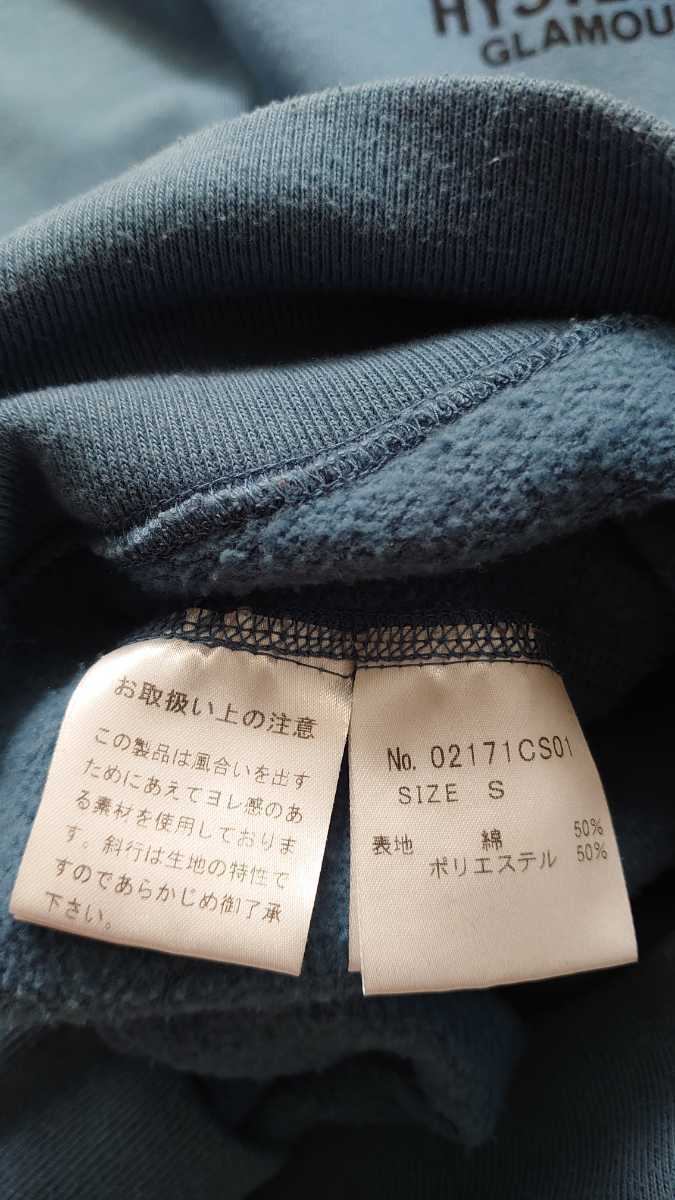 HYSTE
GLAMOU
お取扱い上の注意
この製品は風合いを出す
ためにあえてヨレ感のあ
る素材を使用しておりま
す。斜行は生地の特性で
すのであらかじめ御了承
下さい。
No. 02171CS01
SIZE S
表地 綿 50%
ポリエステル 50%